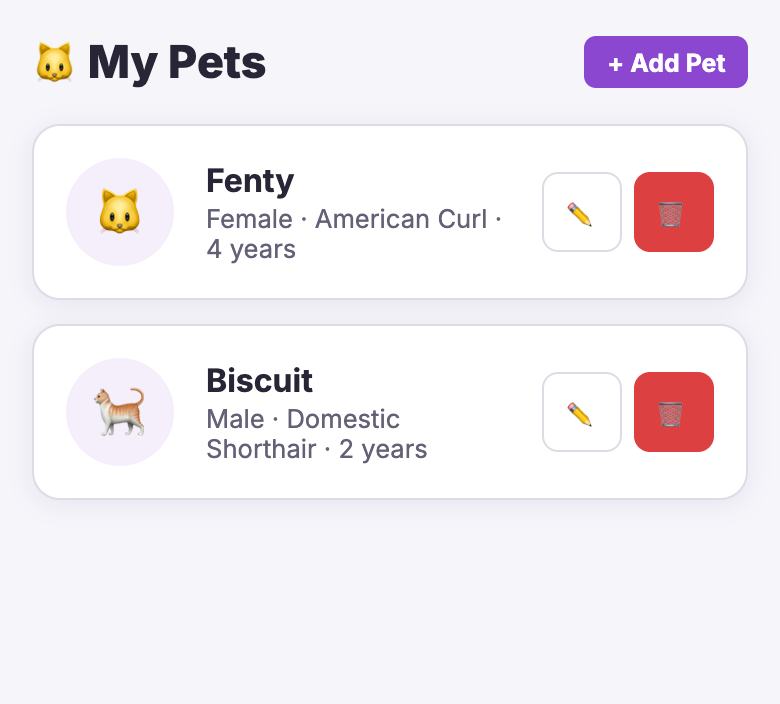 My Pets
+ Add Pet
Fenty
Female · American Curl ·
4 years
Biscuit
Male · Domestic
Shorthair · 2 years